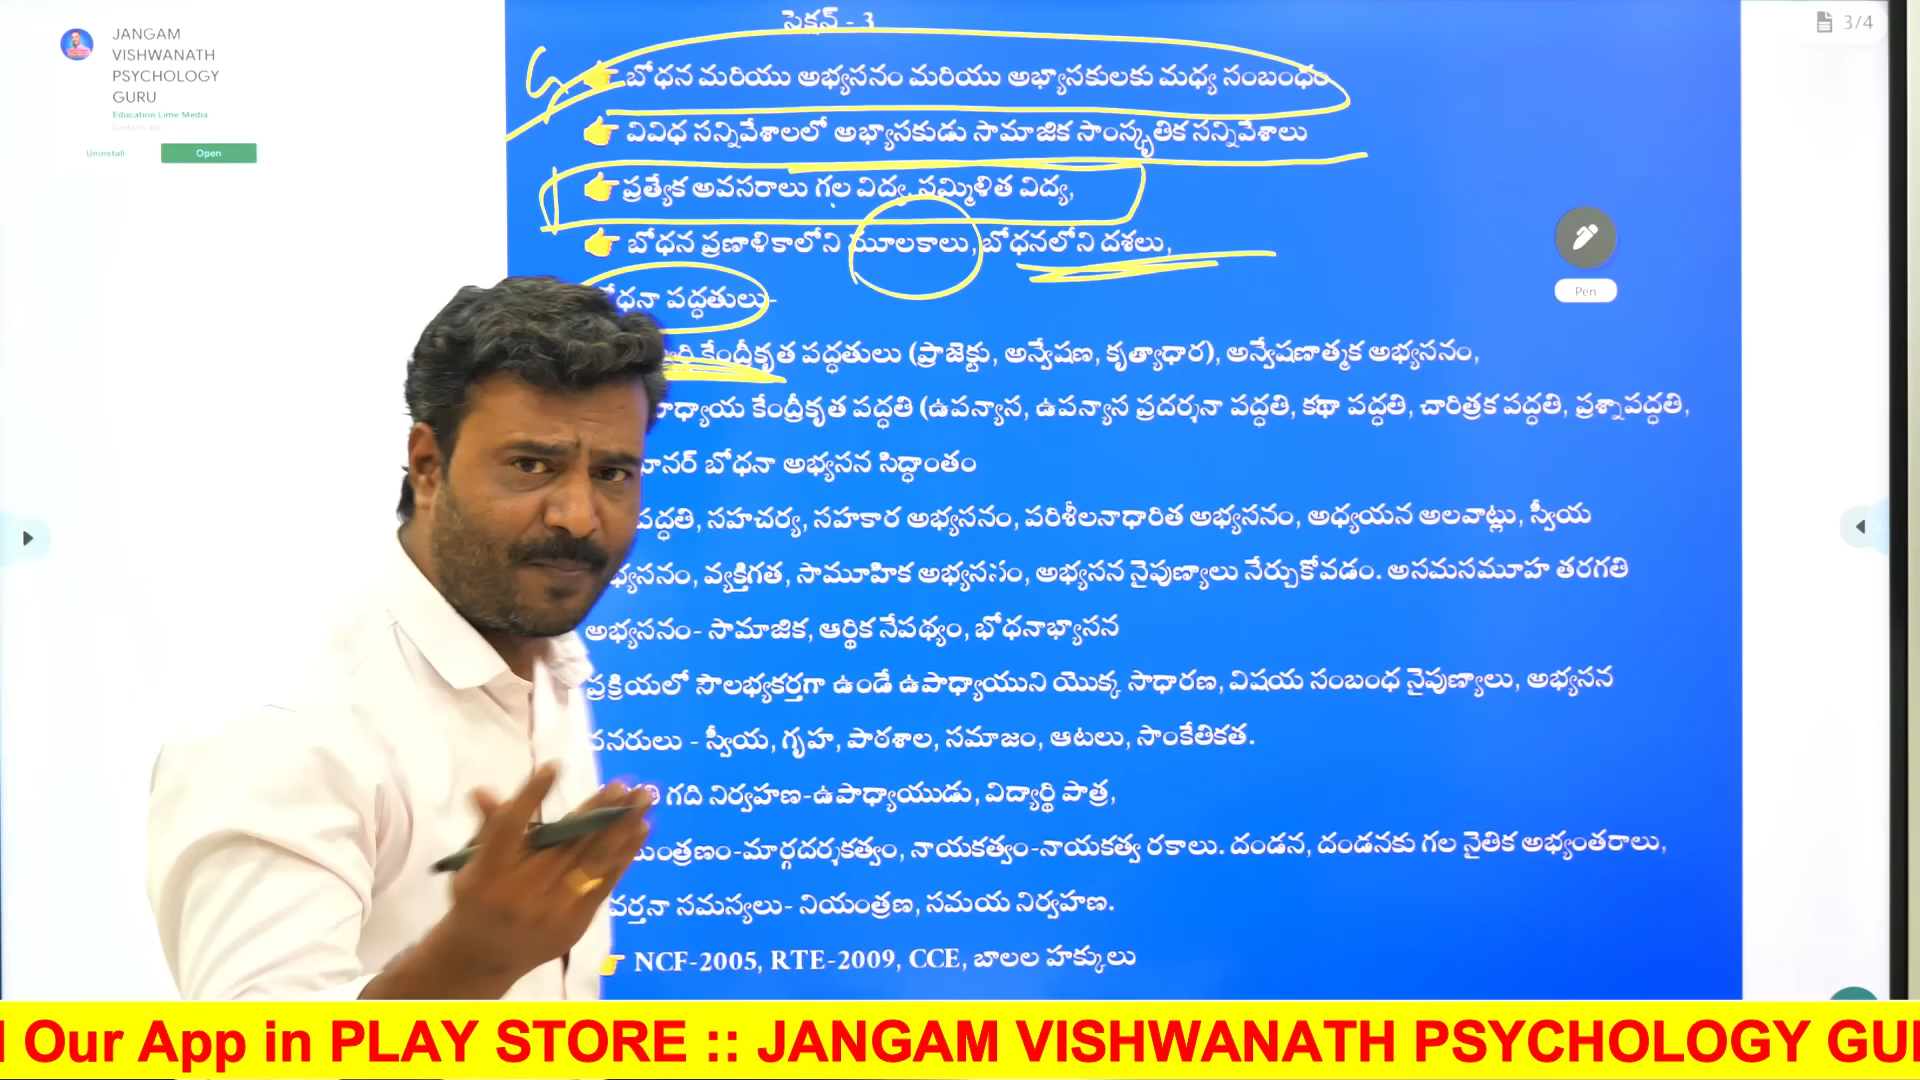 JANGAM
VISHWANATH
PSYCHOLOGY
GURU
Education Lime Media
Uninstall
Open
3/4
సెక్షన్ - 3
బోధన మరియు అభ్యసనం మరియు అభ్యాసకులకు మధ్య సంబంధం
వివిధ సన్నివేశాలలో అభ్యాసకుడు సామాజిక సాంస్కృతిక సన్నివేశాలు
ప్రత్యేక అవసరాలు గల విద్య, సమ్మిళిత విద్య,
బోధన ప్రణాళికాలోని మూలకాలు, బోధనలోని దశలు,
పద్ధతులు-
Pen
కేంద్రీకృత పద్ధతులు (ప్రాజెక్టు, అన్వేషణ, కృత్యాధార), అన్వేషణాత్మక అభ్యసనం,
కేంద్రీకృత పద్ధతి (ఉపన్యాస, ఉపన్యాస ప్రదర్శనా పద్ధతి, కథా పద్ధతి, చారిత్రక పద్ధతి, ప్రశ్నాపద్ధతి,
బోధనా అభ్యసన సిద్ధాంతం
పద్ధతి, సహచర్య, సహకార అభ్యసనం, పరిశీలనాధారిత అభ్యసనం, అధ్యయన అలవాట్లు, స్వీయ
వ్యక్తిగత, సామూహిక అభ్యససం, అభ్యసన నైపుణ్యాలు నేర్చుకోవడం. అసమసమూహ తరగతి
అభ్యసనం- సామాజిక, ఆర్థిక నేపథ్యం, భోధనాభ్యాసన
ప్రక్రియలో సౌలభ్యకర్తగా ఉండే ఉపాధ్యాయుని యొక్క సాధారణ, విషయ సంబంధ నైపుణ్యాలు, అభ్యసన
వనరులు - స్వీయ, గృహ, పాఠశాల, సమాజం, ఆటలు, సాంకేతికత.
గది నిర్వహణ-ఉపాధ్యాయుడు, విద్యార్థి పాత్ర,
మార్గదర్శకత్వం, నాయకత్వం-నాయకత్వ రకాలు. దండన, దండనకు గల నైతిక అభ్యంతరాలు,
సమస్యలు- నియంత్రణ, సమయ నిర్వహణ.
NCF-2005, RTE-2009, CCE, బాలల హక్కులు
Our App in PLAY STORE :: JANGAM VISHWANATH PSYCHOLOGY